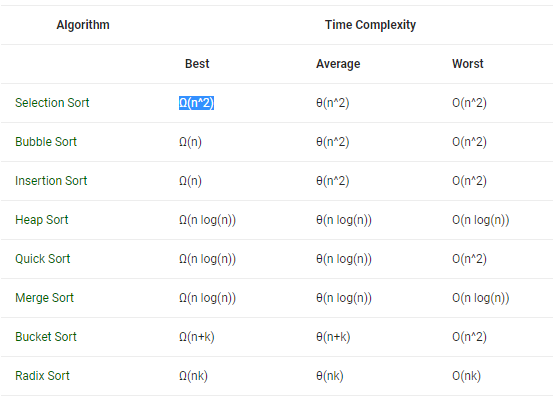 Algorithm Time Complexity
Best Average Worst
Selection Sort Ω(n^2) θ(n^2) O(n^2)
Bubble Sort Ω(n) θ(n^2) O(n^2)
Insertion Sort Ω(n) θ(n^2) O(n^2)
Heap Sort Ω(n log(n)) θ(n log(n)) O(n log(n))
Quick Sort Ω(n log(n)) θ(n log(n)) O(n^2)
Merge Sort Ω(n log(n)) θ(n log(n)) O(n log(n))
Bucket Sort Ω(n+k) θ(n+k) O(n^2)
Radix Sort Ω(nk) θ(nk) O(nk)